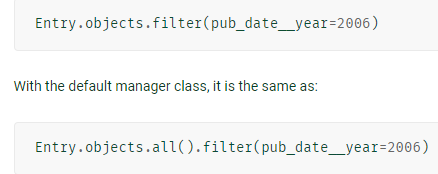 Entry.objects.filter(pub_date__year=2006)
With the default manager class, it is the same as:
Entry.objects.all().filter(pub_date__year=2006)